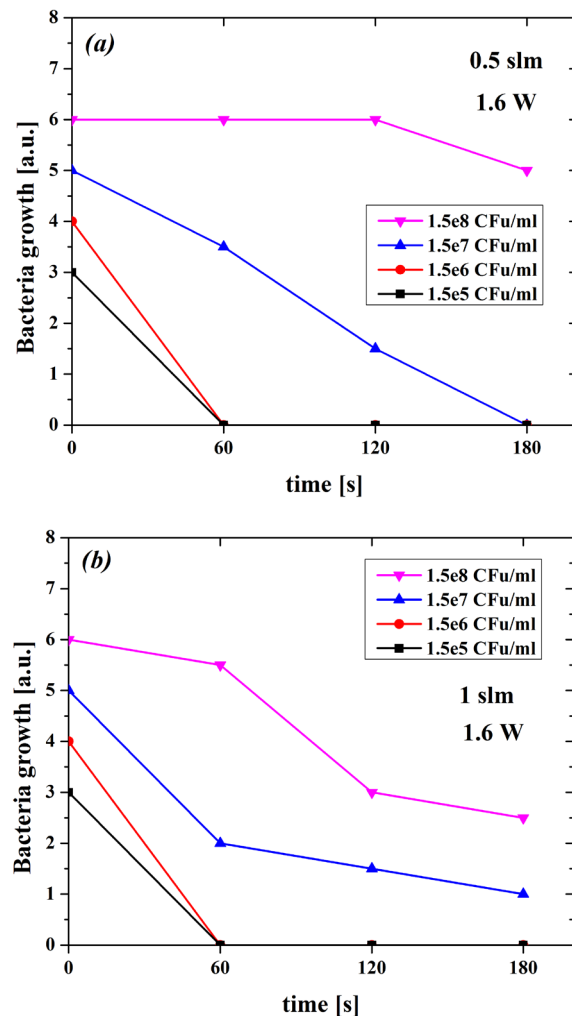 (a)
0.5 slm
1.6 W
8
7
6
5
4
3
2
1
0
Bacteria growth [a.u.]
1.5e8 CFu/ml
1.5e7 CFu/ml
1.5e6 CFu/ml
1.5e5 CFu/ml
0 60 120 180
time [s]
(b)
8
7
6
5
4
3
2
1
0
Bacteria growth [a.u.]
1.5e8 CFu/ml
1.5e7 CFu/ml
1.5e6 CFu/ml
1.5e5 CFu/ml
1 slm
1.6 W
0 60 120 180
time [s]